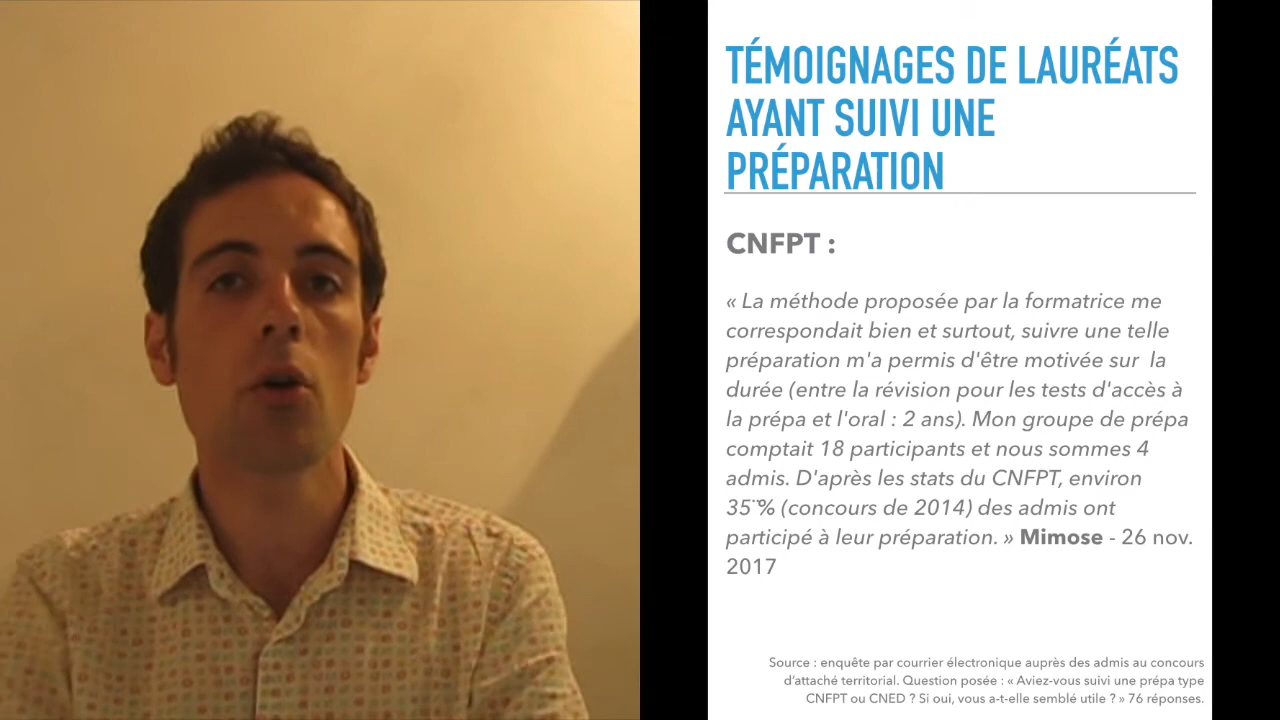 TÉMOIGNAGES DE LAURÉATS
AYANT SUIVI UNE
PRÉPARATION
CNFPT :
« La méthode proposée par la formatrice me
correspondait bien et surtout, suivre une telle
préparation m'a permis d'être motivée sur  la
durée (entre la révision pour les tests d'accès à
la prépa et l'oral : 2 ans). Mon groupe de prépa
comptait 18 participants et nous sommes 4
admis. D'après les stats du CNFPT, environ
35¨% (concours de 2014) des admis ont
participé à leur préparation. » Mimose - 26 nov.
2017
Source : enquête par courrier électronique auprès des admis au concours
d’attaché territorial. Question posée : « Aviez-vous suivi une prépa type
CNFPT ou CNED ? Si oui, vous a-t-elle semblé utile ? » 76 réponses.